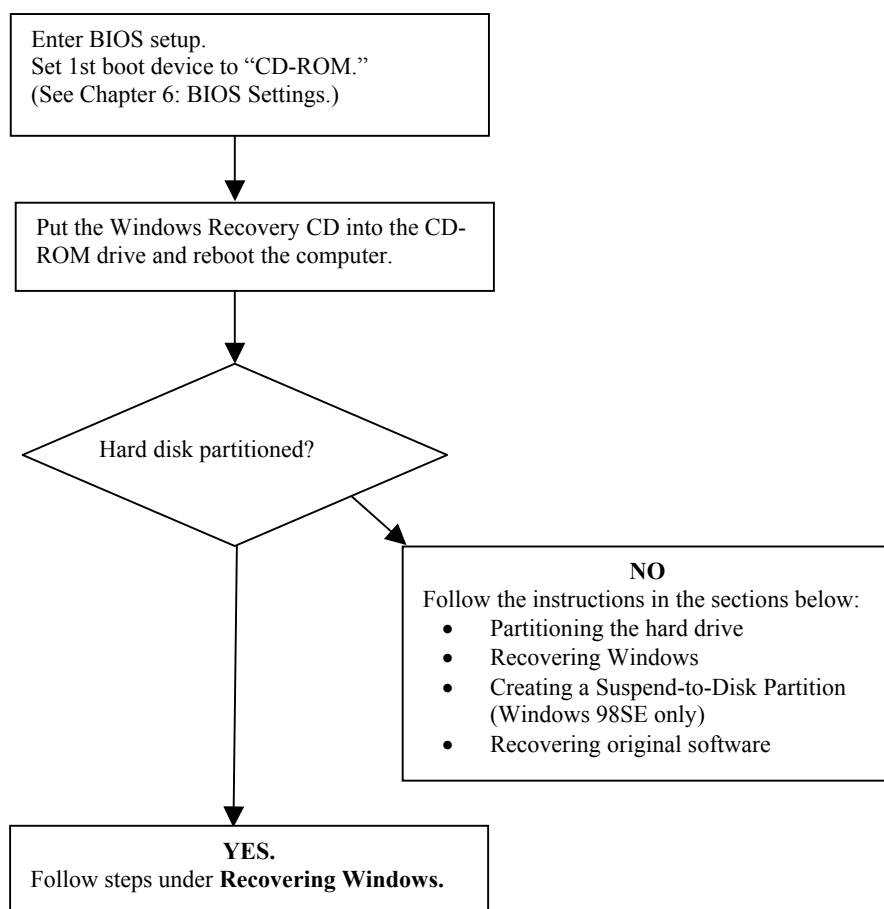 Enter BIOS setup.
Set 1st boot device to “CD-ROM.”
(See Chapter 6: BIOS Settings.)
Put the Windows Recovery CD into the CD-
ROM drive and reboot the computer.
Hard disk partitioned?
NO
Follow the instructions in the sections below:
• Partitioning the hard drive
• Recovering Windows
• Creating a Suspend-to-Disk Partition
(Windows 98SE only)
• Recovering original software
YES.
Follow steps under Recovering Windows.